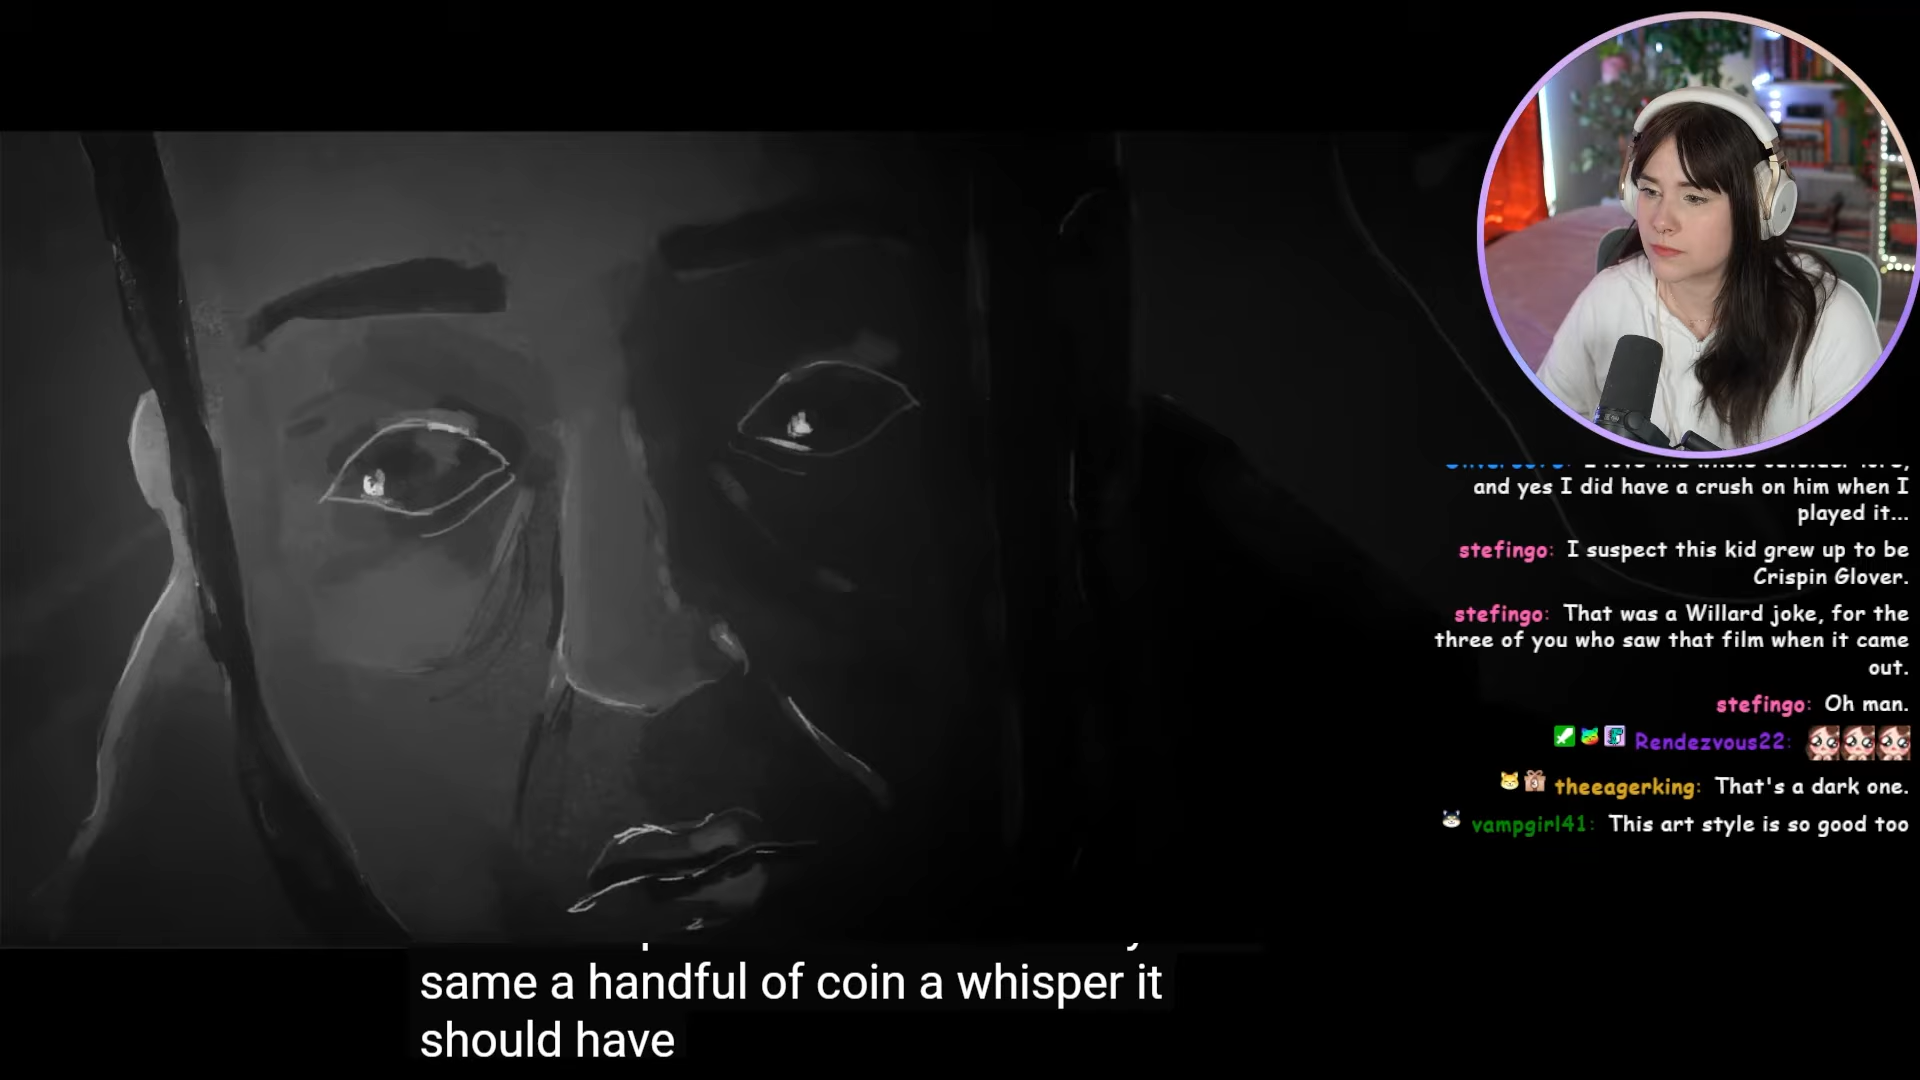 and yes I did have a crush on him when I
played it...
stefingo: I suspect this kid grew up to be
Crispin Glover.
stefingo: That was a Willard joke, for the
three of you who saw that film when it came
out.
stefingo: Oh man.
Rendezvous22:
theeagerking: That's a dark one.
vampgirl41: This art style is so good too
same a handful of coin a whisper it
should have